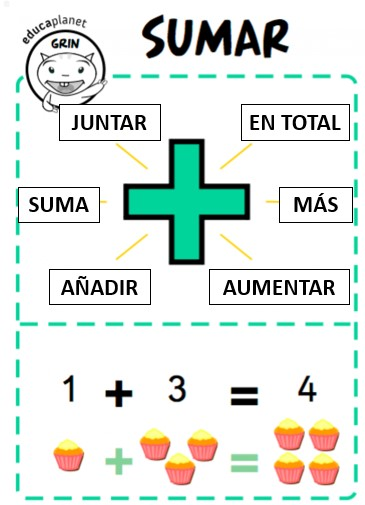 educaplanet
GRIN
SUMAR
JUNTAR
EN TOTAL
SUMA
MÁS
AÑADIR
AUMENTAR
1 + 3 = 4
+ =